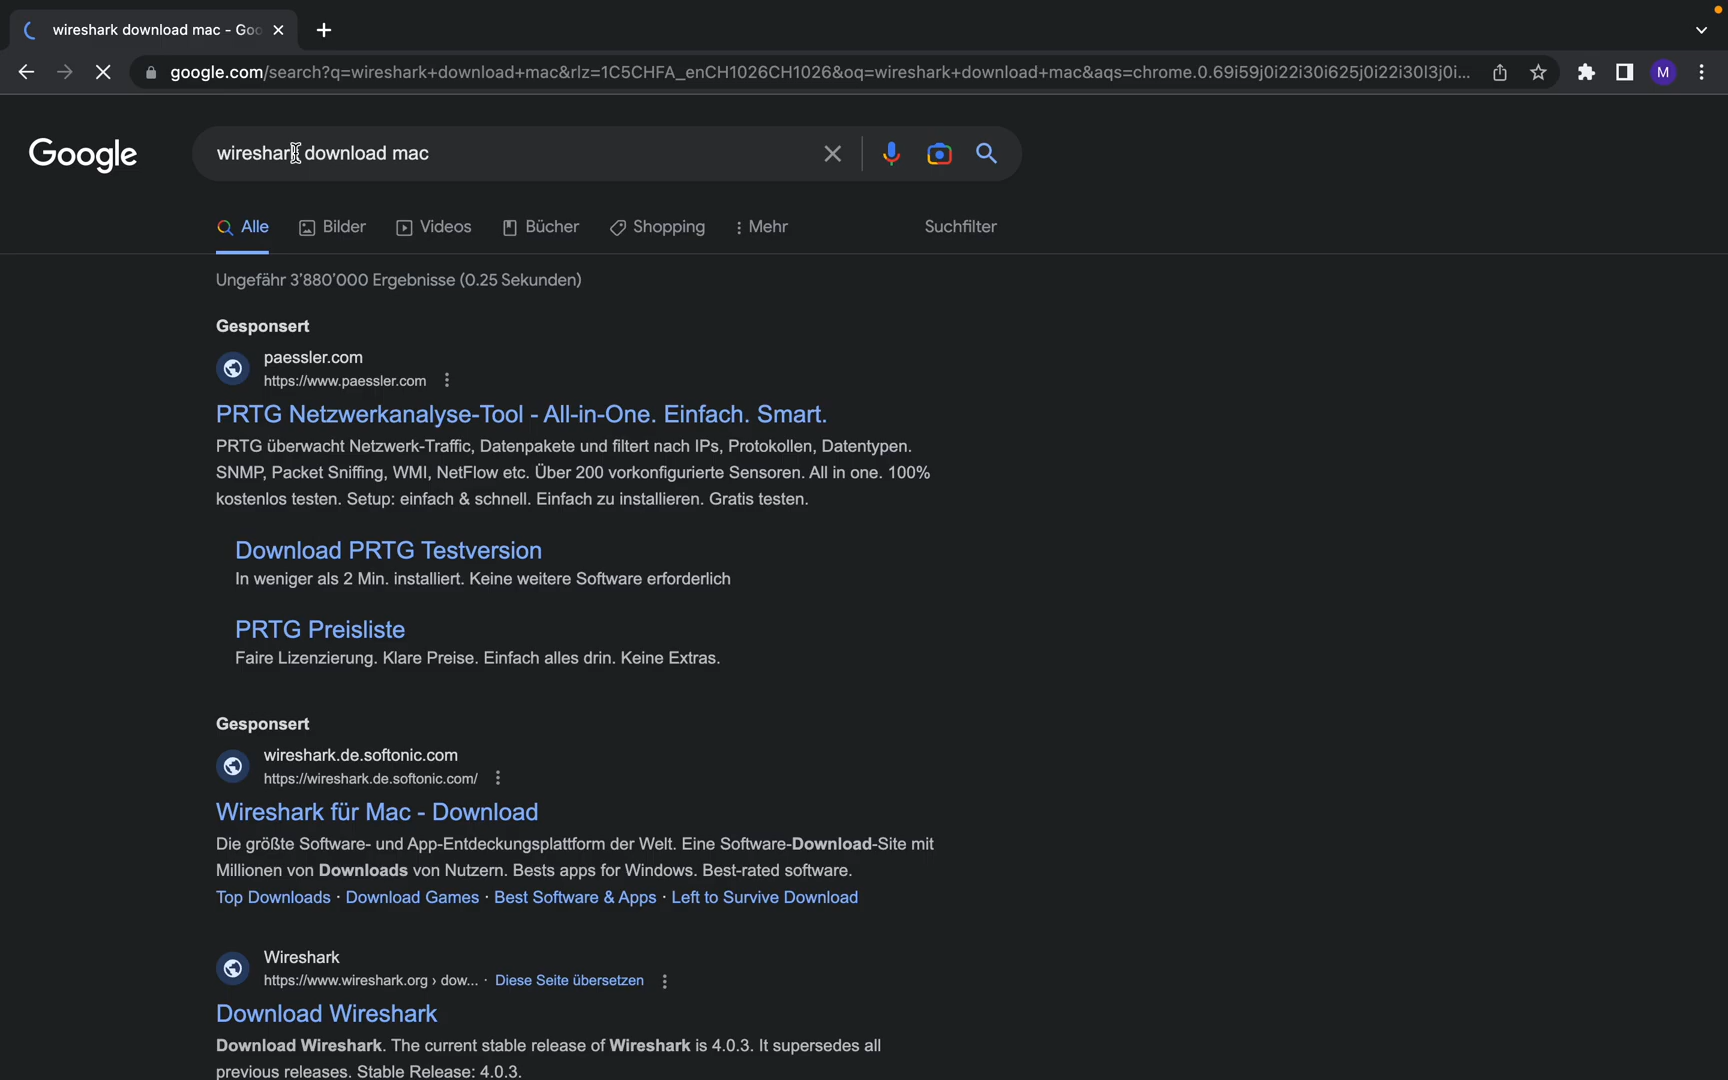 wireshark download mac - Goo
google.com/search?q=wireshark+download+mac&rlz=1C5CHFA_enCH1026CH1026&oq=wireshark+download+mac&aqs=chrome.0.69i59j0i22i30i625j0i22i30l3j0i...
M
Google
wireshark download mac
Alle Bilder Videos Bücher Shopping Mehr Suchfilter
Ungefähr 3'880'000 Ergebnisse (0.25 Sekunden)
Gesponsert
paessler.com
https://www.paessler.com
PRTG Netzwerkanalyse-Tool - All-in-One. Einfach. Smart.
PRTG überwacht Netzwerk-Traffic, Datenpakete und filtert nach IPs, Protokollen, Datentypen.
SNMP, Packet Sniffing, WMI, NetFlow etc. Über 200 vorkonfigurierte Sensoren. All in one. 100%
kostenlos testen. Setup: einfach & schnell. Einfach zu installieren. Gratis testen.
Download PRTG Testversion
In weniger als 2 Min. installiert. Keine weitere Software erforderlich
PRTG Preisliste
Faire Lizenzierung. Klare Preise. Einfach alles drin. Keine Extras.
Gesponsert
wireshark.de.softonic.com
https://wireshark.de.softonic.com/
Wireshark für Mac - Download
Die größte Software- und App-Entdeckungsplattform der Welt. Eine Software-Download-Site mit
Millionen von Downloads von Nutzern. Bests apps for Windows. Best-rated software.
Top Downloads · Download Games · Best Software & Apps · Left to Survive Download
Wireshark
https://www.wireshark.org › dow... · Diese Seite übersetzen
Download Wireshark
Download Wireshark. The current stable release of Wireshark is 4.0.3. It supersedes all
previous releases. Stable Release: 4.0.3.